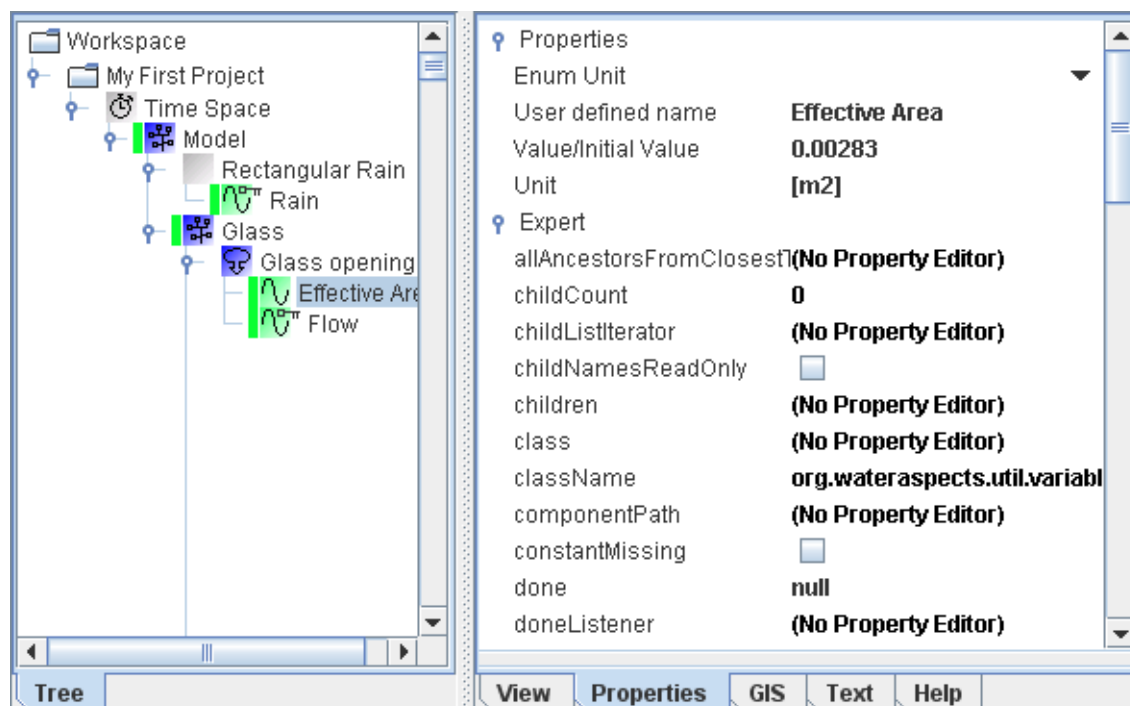 Workspace
My First Project
Time Space
Model
Rectangular Rain
Rain
Glass
Glass opening
Effective Are
Flow
Tree
Properties
Enum Unit
User defined name Effective Area
Value/Initial Value 0.00283
Unit [m2]
Expert
allAncestorsFromClosestT (No Property Editor)
childCount 0
childListIterator (No Property Editor)
childNamesReadOnly
children (No Property Editor)
class (No Property Editor)
className org.wateraspects.util.variabl
componentPath (No Property Editor)
constantMissing
done null
doneListener (No Property Editor)
View Properties GIS Text Help